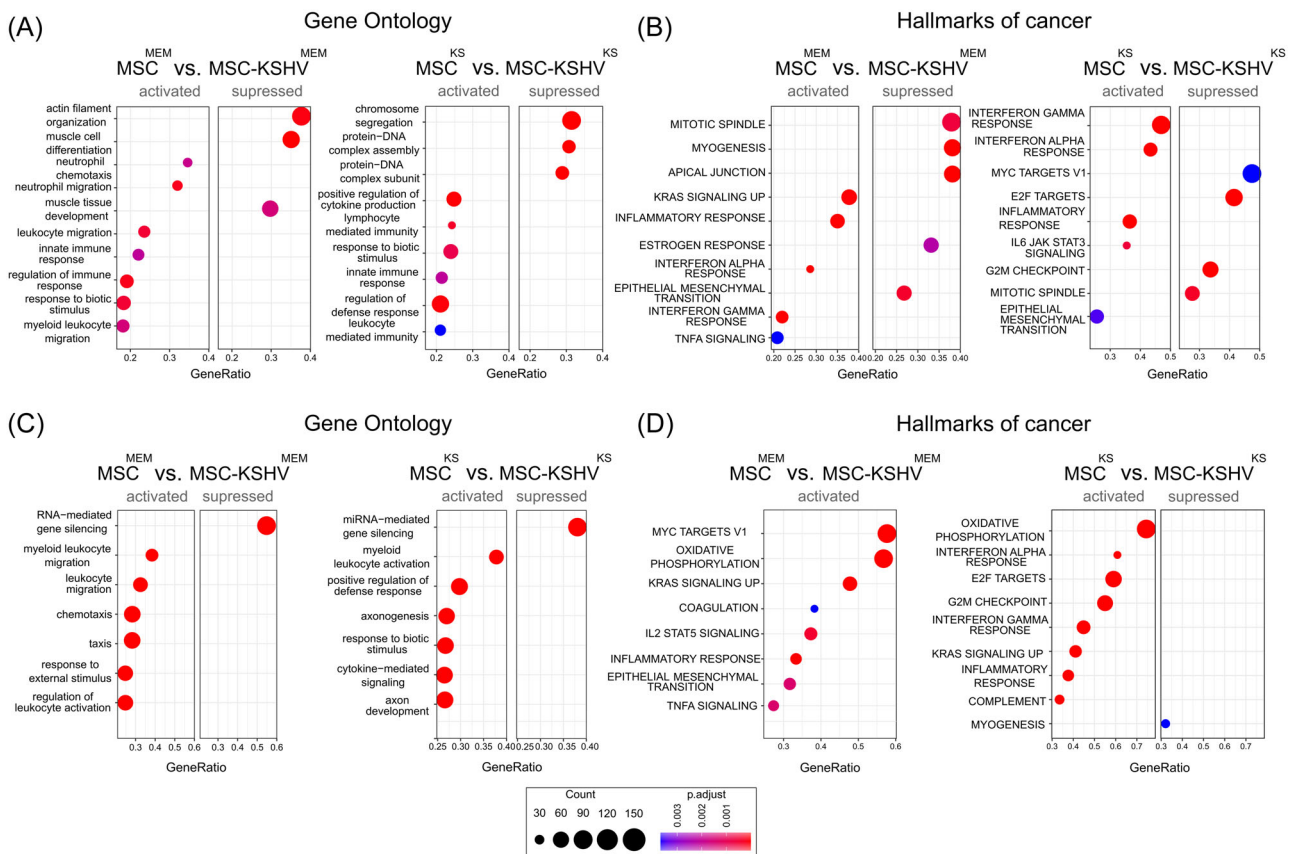 (A)
Gene Ontology
MSC MEM vs. MSC-KSHV MEM
activated
supressed
actin filament
organization
muscle cell
differentiation
neutrophil
chemotaxis
neutrophil migration
muscle tissue
development
leukocyte migration
innate immune
response
regulation of immune
response
response to biotic
stimulus
myeloid leukocyte
migration
0.2 0.3 0.4
0.2 0.3 0.4
GeneRatio
MSC KS vs. MSC-KSHV KS
activated
supressed
chromosome
segregation
protein−DNA
complex assembly
protein−DNA
complex subunit
positive regulation of
cytokine production
lymphocyte
mediated immunity
response to biotic
stimulus
innate immune
response
regulation of
defense response
leukocyte
mediated immunity
0.2 0.3 0.4
0.2 0.3 0.4
GeneRatio
(B)
Hallmarks of cancer
MSC MEM vs. MSC-KSHV MEM
activated
supressed
MITOTIC SPINDLE
MYOGENESIS
APICAL JUNCTION
KRAS SIGNALING UP
INFLAMMATORY RESPONSE
ESTROGEN RESPONSE
INTERFERON ALPHA
RESPONSE
EPITHELIAL MESENCHYMAL
TRANSITION
INTERFERON GAMMA
RESPONSE
TNFA SIGNALING
0.20 0.25 0.30 0.35 0.40
0.20 0.25 0.30 0.35 0.40
GeneRatio
MSC KS vs. MSC-KSHV KS
activated
supressed
INTERFERON GAMMA
RESPONSE
INTERFERON ALPHA
RESPONSE
MYC TARGETS V1
E2F TARGETS
INFLAMMATORY
RESPONSE
IL6 JAK STAT3
SIGNALING
G2M CHECKPOINT
MITOTIC SPINDLE
EPITHELIAL
MESENCHYMAL
TRANSITION
0.3 0.4 0.5
0.3 0.4 0.5
GeneRatio
(C)
Gene Ontology
MSC MEM vs. MSC-KSHV MEM
activated
supressed
RNA-mediated
gene silencing
myeloid leukocyte
migration
leukocyte
migration
chemotaxis
taxis
response to
external stimulus
regulation of
leukocyte activation
0.3 0.4 0.5 0.6
0.3 0.4 0.5 0.6
GeneRatio
MSC KS vs. MSC-KSHV KS
activated
supressed
miRNA-mediated
gene silencing
myeloid
leukocyte activation
positive regulation of
defense response
axonogenesis
response to biotic
stimulus
cytokine−mediated
signaling
axon
development
0.25 0.30 0.35 0.40
0.25 0.30 0.35 0.40
GeneRatio
(D)
Hallmarks of cancer
MSC MEM vs. MSC-KSHV MEM
activated
MYC TARGETS V1
OXIDATIVE
PHOSPHORYLATION
KRAS SIGNALING UP
COAGULATION
IL2 STAT5 SIGNALING
INFLAMMATORY RESPONSE
EPITHELIAL MESENCHYMAL
TRANSITION
TNFA SIGNALING
0.3 0.4 0.5 0.6
GeneRatio
MSC KS vs. MSC-KSHV KS
activated
supressed
OXIDATIVE
PHOSPHORYLATION
INTERFERON ALPHA
RESPONSE
E2F TARGETS
G2M CHECKPOINT
INTERFERON GAMMA
RESPONSE
KRAS SIGNALING UP
INFLAMMATORY
RESPONSE
COMPLEMENT
MYOGENESIS
0.3 0.4 0.5 0.6 0.7
0.3 0.4 0.5 0.6 0.7
GeneRatio
Count
30 60 90 120 150
p.adjust
0.003 0.002 0.001